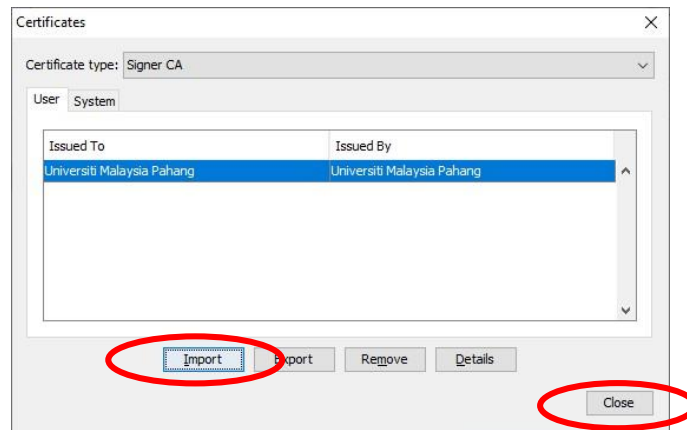 Certificates
Certificate type: Signer CA
User System
Issued To Issued By
Universiti Malaysia Pahang Universiti Malaysia Pahang
Import Export Remove Details
Close